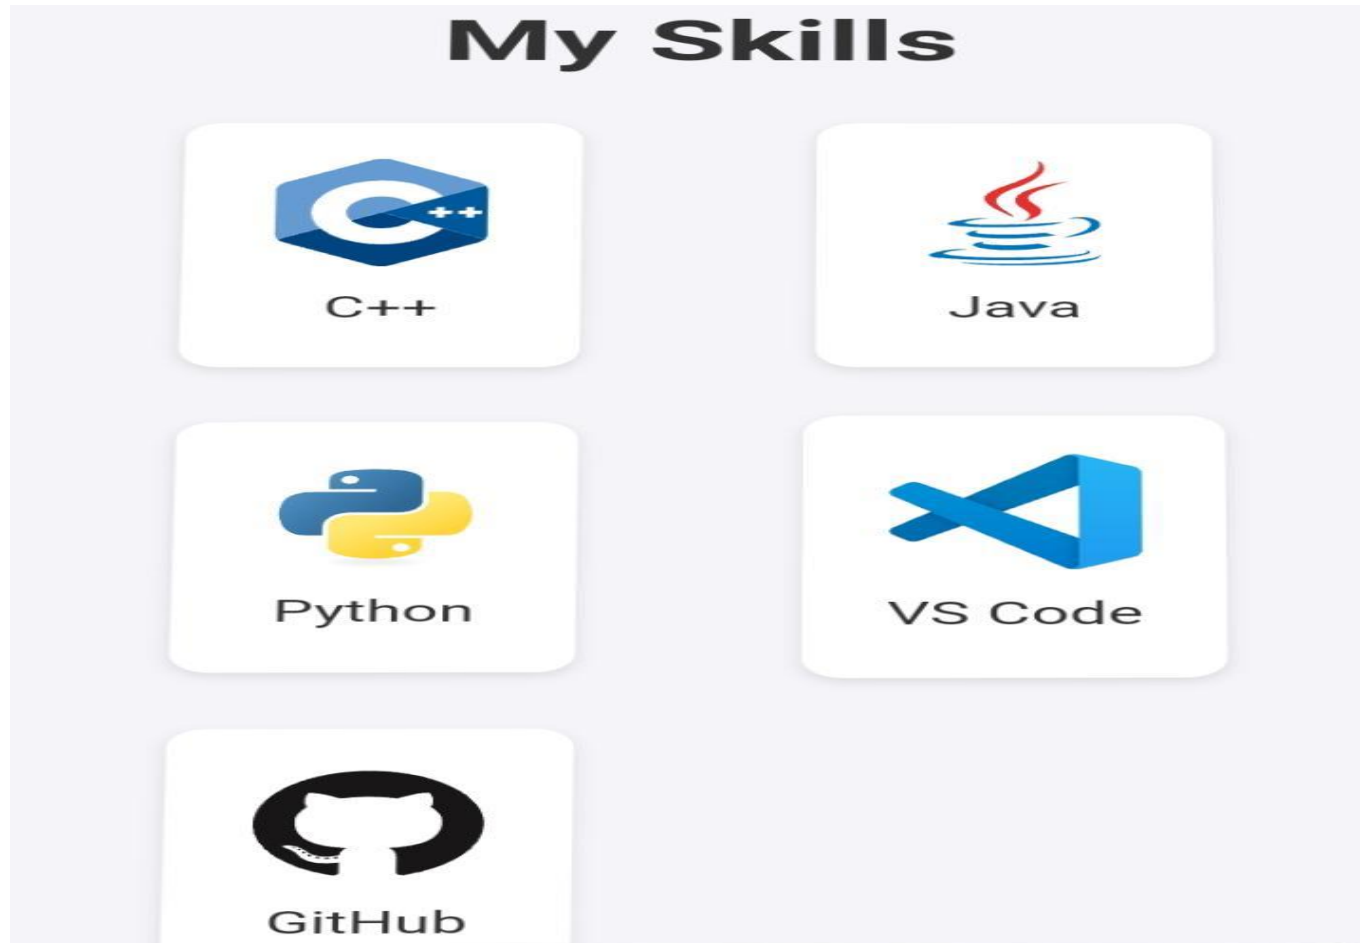 My Skills
C++
C++
Java
Python
VS Code
GitHub